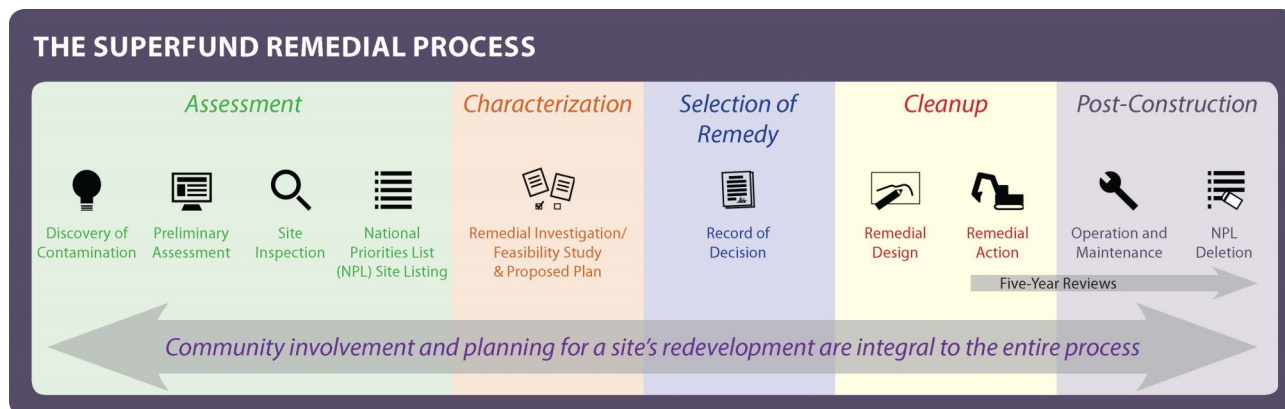 THE SUPERFUND REMEDIAL PROCESS
Assessment
Discovery of
Contamination
Preliminary
Assessment
Site
Inspection
National
Priorities List
(NPL) Site Listing
Characterization
Remedial Investigation/
Feasibility Study
& Proposed Plan
Selection of
Remedy
Record of
Decision
Cleanup
Remedial
Design
Remedial
Action
Post-Construction
Operation and
Maintenance
NPL
Deletion
Five-Year Reviews
Community involvement and planning for a site's redevelopment are integral to the entire process